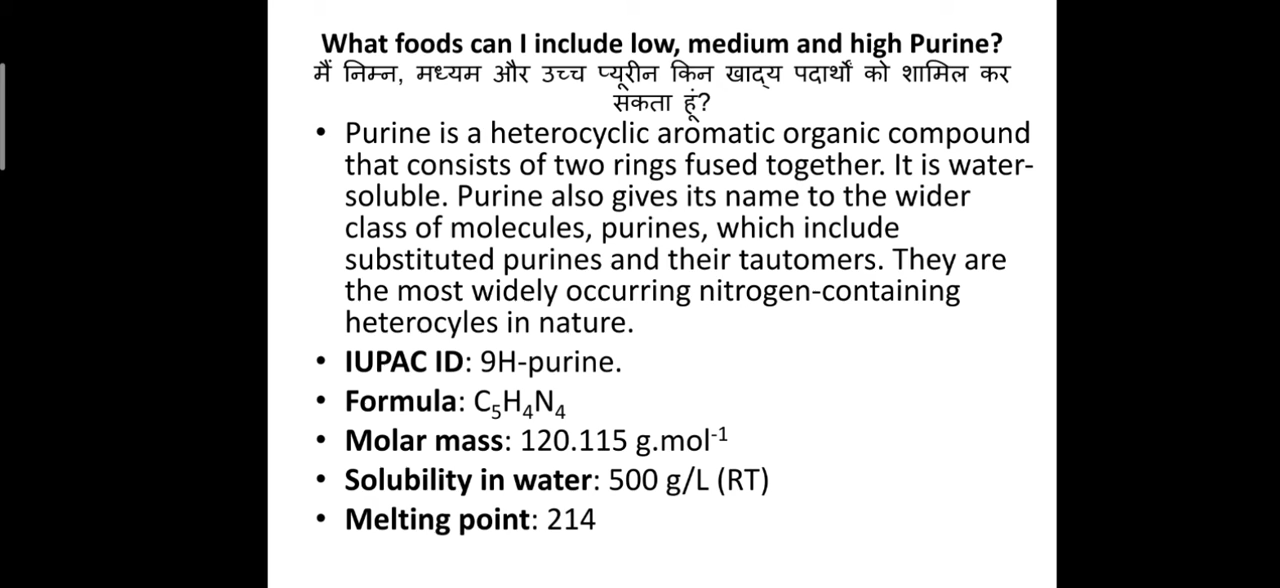 What foods can I include low, medium and high Purine?
मैं निम्न, मध्यम और उच्च प्यूरीन किन खाद्य पदार्थों को शामिल कर
सकता हूं?
• Purine is a heterocyclic aromatic organic compound
that consists of two rings fused together. It is water-
soluble. Purine also gives its name to the wider
class of molecules, purines, which include
substituted purines and their tautomers. They are
the most widely occurring nitrogen-containing
heterocyles in nature.
• IUPAC ID: 9H-purine.
• Formula: C₅H₄N₄
• Molar mass: 120.115 g.mol⁻¹
• Solubility in water: 500 g/L (RT)
• Melting point: 214